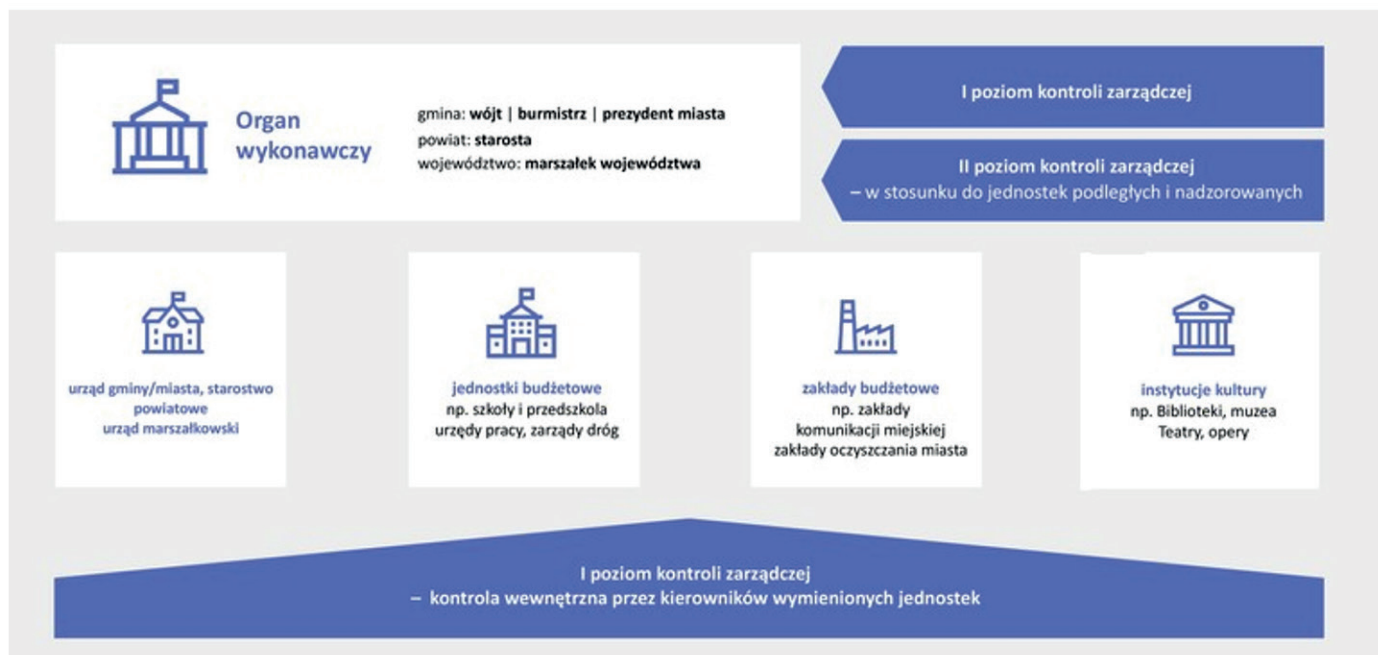 Organ
wykonawczy
gmina: wójt | burmistrz | prezydent miasta
powiat: starosta
województwo: marszałek województwa
I poziom kontroli zarządczej
II poziom kontroli zarządczej
– w stosunku do jednostek podległych i nadzorowanych
urząd gminy/miasta, starostwo
powiatowe
urząd marszałkowski
jednostki budżetowe
np. szkoły i przedszkola
urzędy pracy, zarządy dróg
zakłady budżetowe
np. zakłady
komunikacji miejskiej
zakłady oczyszczania miasta
instytucje kultury
np. Biblioteki, muzea
Teatry, opery
I poziom kontroli zarządczej
– kontrola wewnętrzna przez kierowników wymienionych jednostek